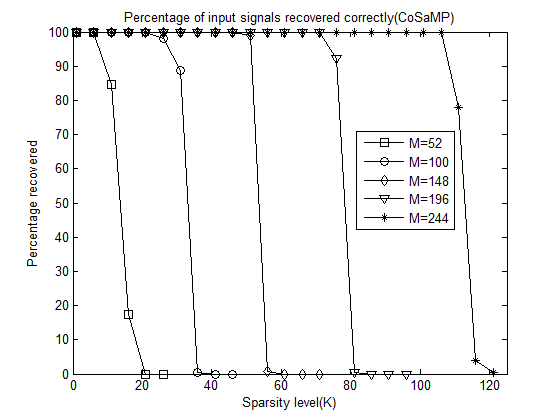 Percentage of input signals recovered correctly(CoSaMP)
100
90
80
70
60
50
40
30
20
10
0
Percentage recovered
M=52
M=100
M=148
M=196
M=244
0 20 40 60 80 100 120
Sparsity level(K)